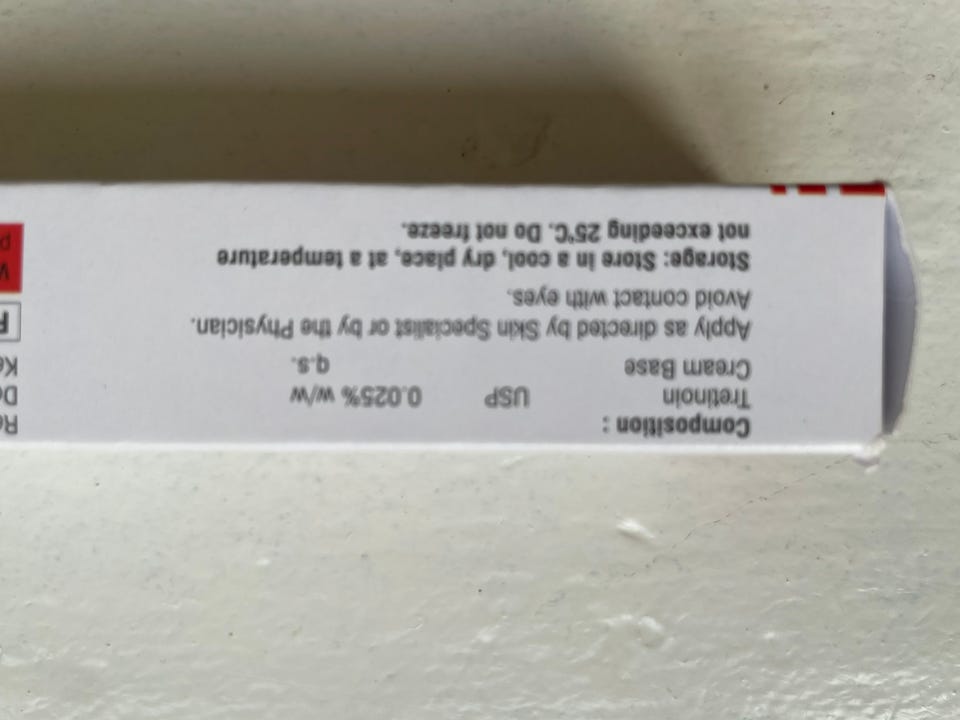 Composition :
Tretinoin USP 0.025% w/w
Cream Base q.s.
Apply as directed by Skin Specialist or by the Physician.
Avoid contact with eyes.
Storage: Store in a cool, dry place, at a temperature
not exceeding 25°C. Do not freeze.